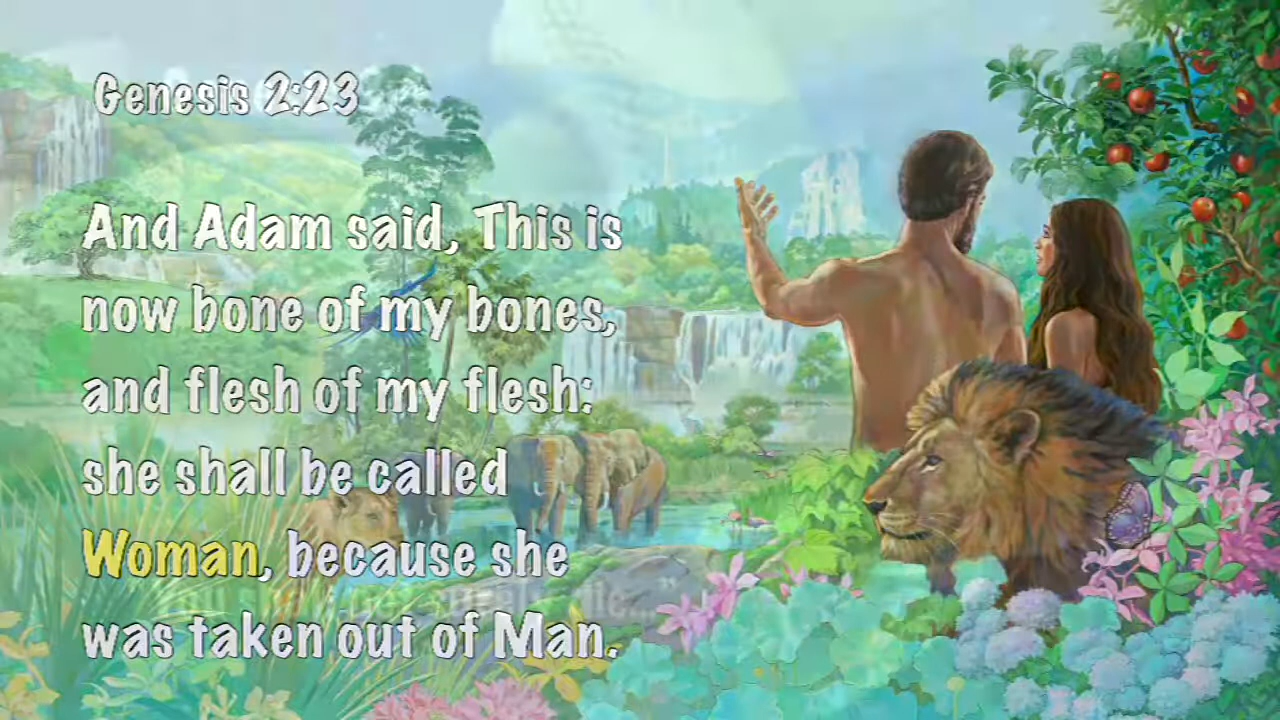 Genesis 2:23
And Adam said, This is
now bone of my bones,
and flesh of my flesh:
she shall be called
Woman, because she
was taken out of Man.